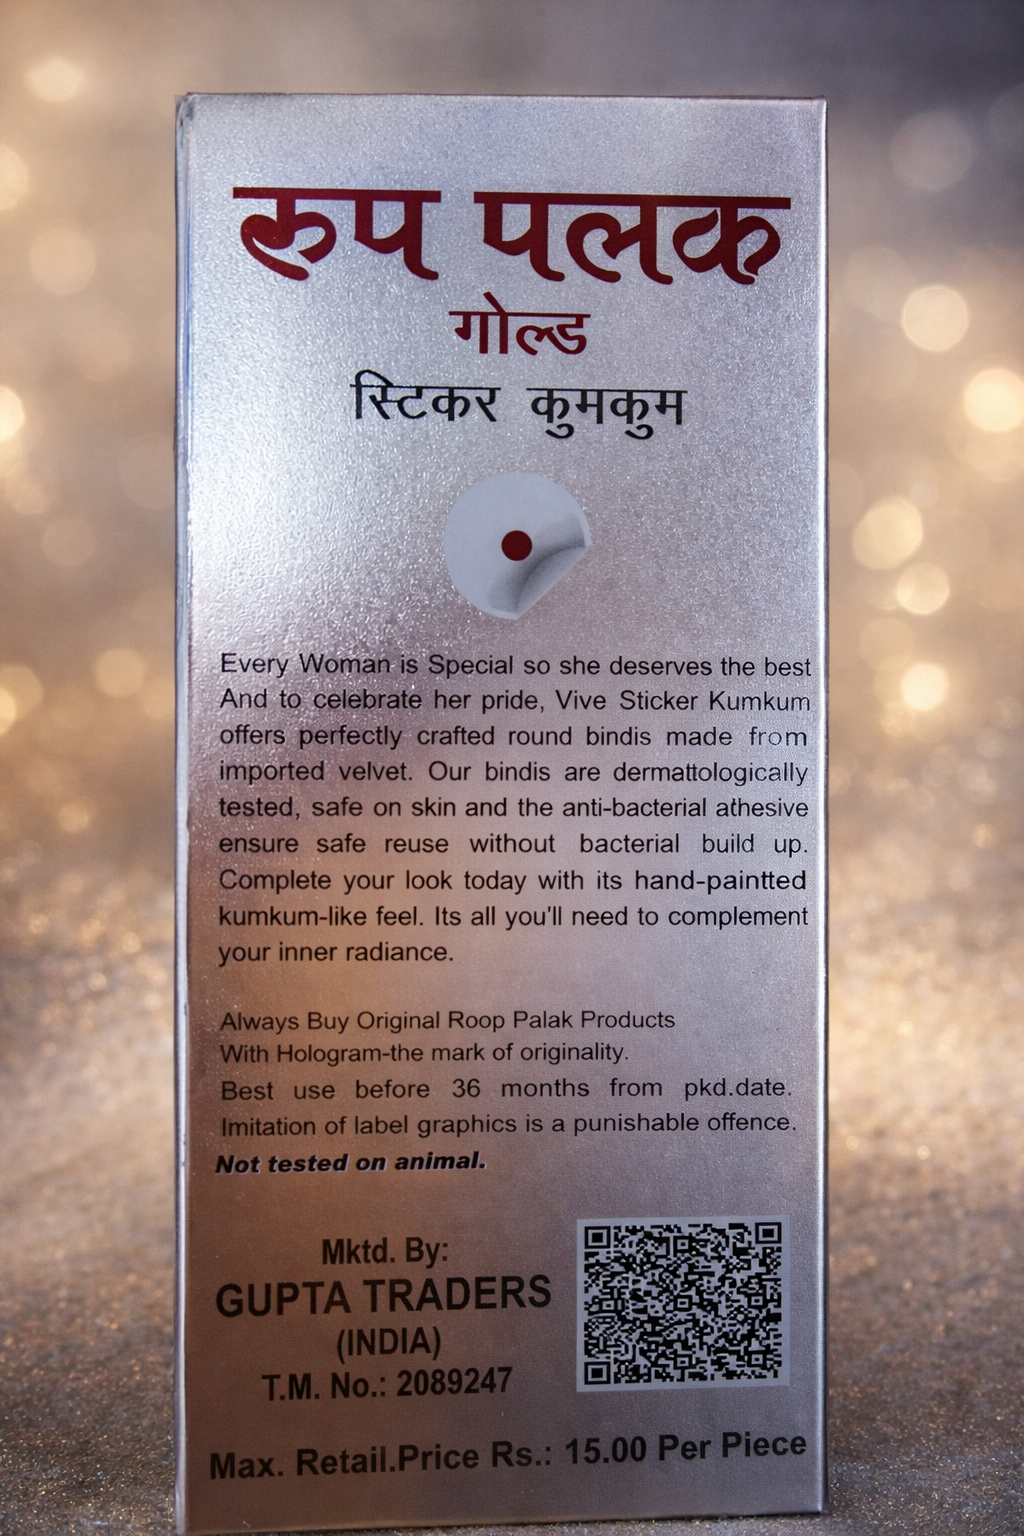 रुप पलक
गोल्ड
स्टिकर कुमकुम
Every Woman is Special so she deserves the best
And to celebrate her pride, Vive Sticker Kumkum
offers perfectly crafted round bindis made from
imported velvet. Our bindis are dermattologically
tested, safe on skin and the anti-bacterial athesive
ensure safe reuse without bacterial build up.
Complete your look today with its hand-paintted
kumkum-like feel. Its all you'll need to complement
your inner radiance.
Always Buy Original Roop Palak Products
With Hologram-the mark of originality.
Best use before 36 months from pkd.date.
Imitation of label graphics is a punishable offence.
Not tested on animal.
Mktd. By:
GUPTA TRADERS
(INDIA)
T.M. No.: 2089247
Max. Retail.Price Rs.: 15.00 Per Piece